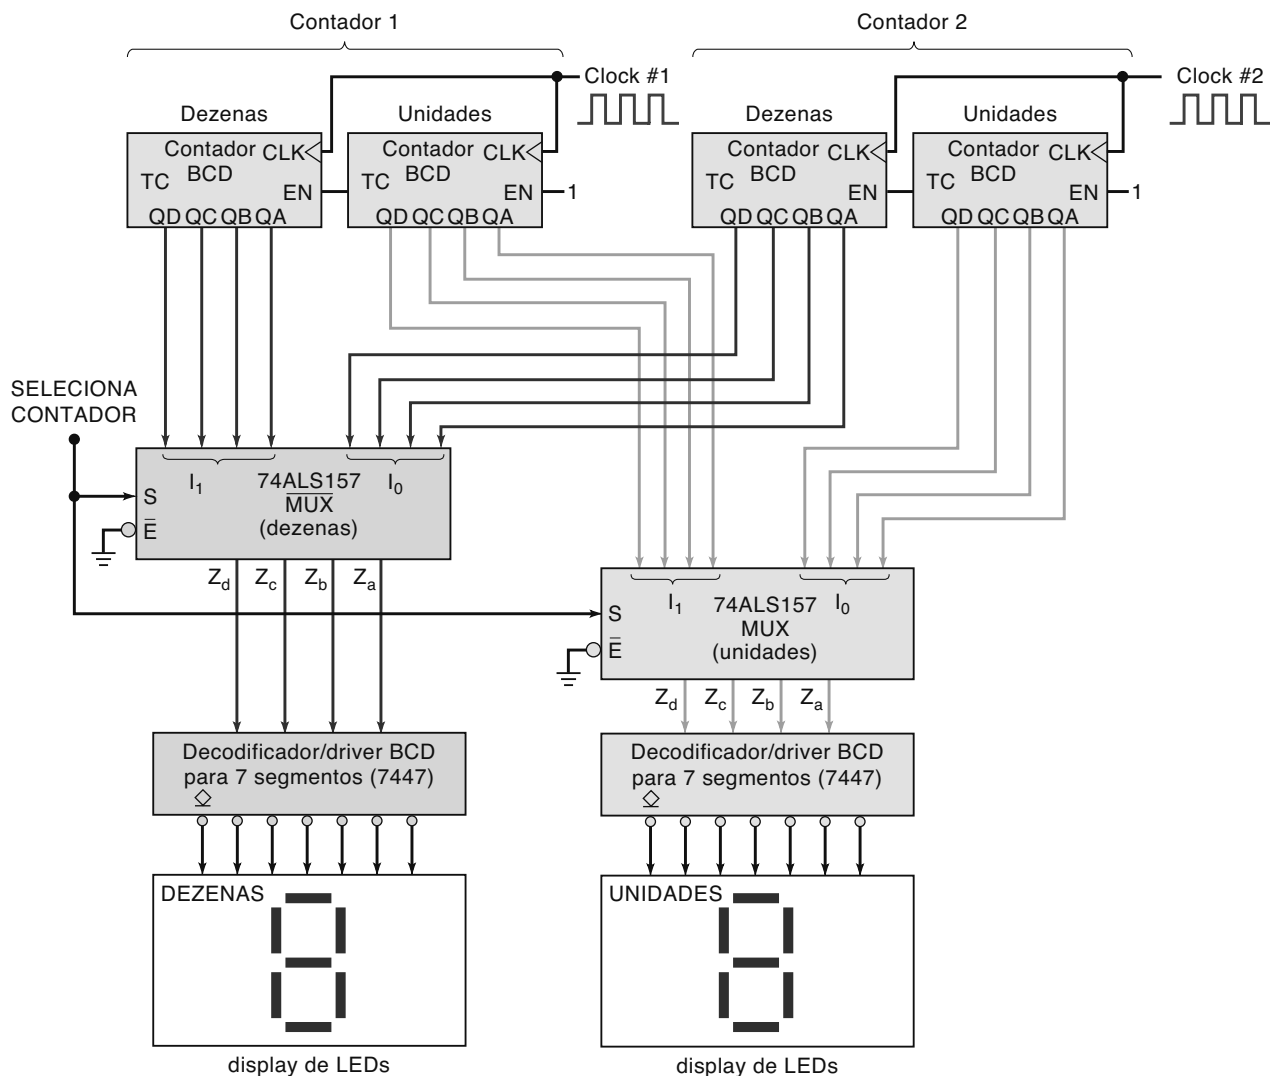 Contador 1
Contador 2
Clock #1
Clock #2
Dezenas
Unidades
Dezenas
Unidades
Contador
BCD
CLK
TC
EN
QD QC QB QA
Contador
BCD
CLK
TC
EN
1
QD QC QB QA
Contador
BCD
CLK
TC
EN
QD QC QB QA
Contador
BCD
CLK
TC
EN
1
QD QC QB QA
SELECIONA
CONTADOR
I1
74ALS157
I0
S
MUX
E̅
(dezenas)
Zd Zc Zb Za
I1
74ALS157
I0
S
MUX
E̅
(unidades)
Zd Zc Zb Za
Decodificador/driver BCD
para 7 segmentos (7447)
Decodificador/driver BCD
para 7 segmentos (7447)
DEZENAS
8
UNIDADES
8
display de LEDs
display de LEDs